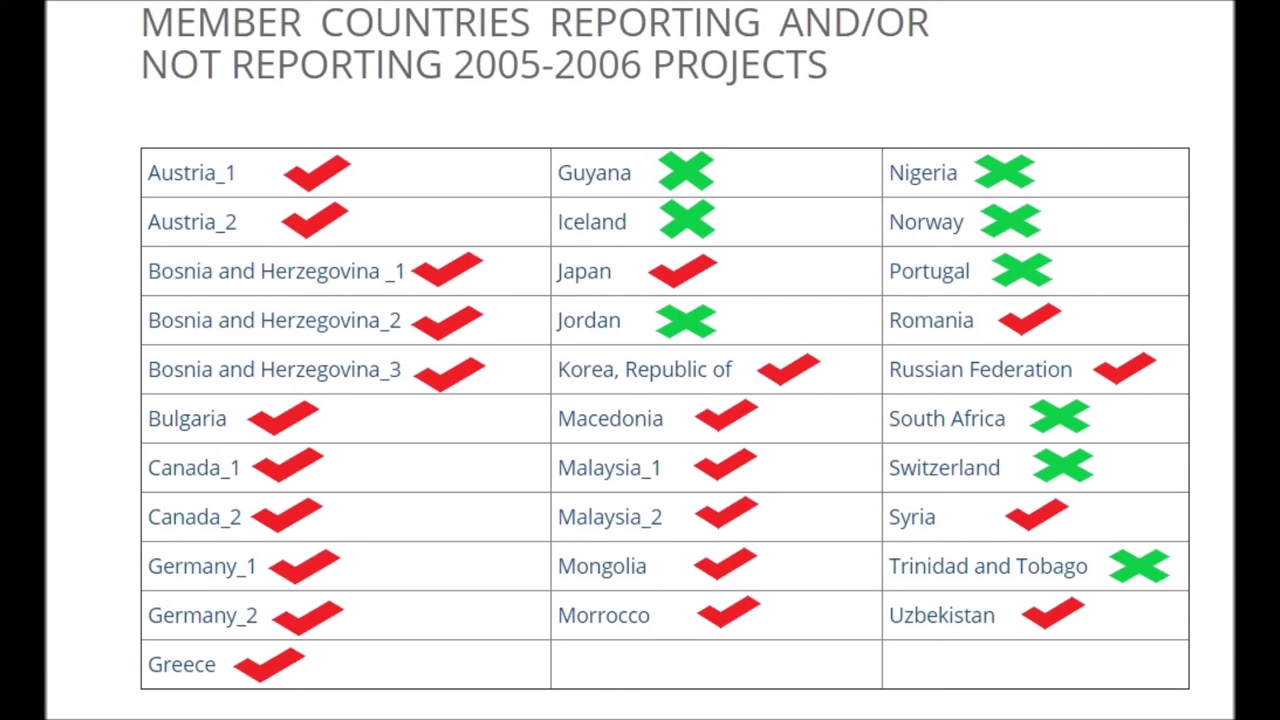 MEMBER COUNTRIES REPORTING AND/OR
NOT REPORTING 2005-2006 PROJECTS
Austria_1 Guyana Nigeria
Austria_2 Iceland Norway
Bosnia and Herzegovina _1 Japan Portugal
Bosnia and Herzegovina_2 Jordan Romania
Bosnia and Herzegovina_3 Korea, Republic of Russian Federation
Bulgaria Macedonia South Africa
Canada_1 Malaysia_1 Switzerland
Canada_2 Malaysia_2 Syria
Germany_1 Mongolia Trinidad and Tobago
Germany_2 Morrocco Uzbekistan
Greece